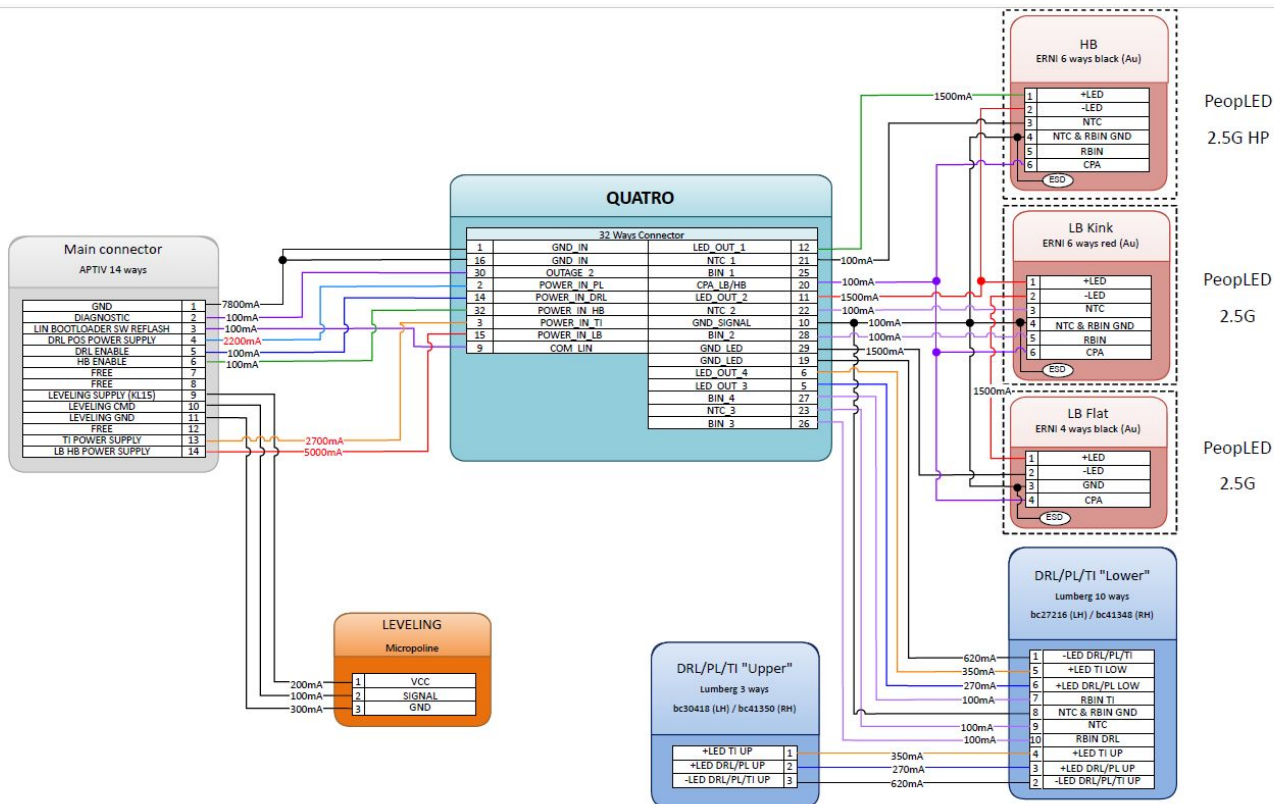 HB
ERNI 6 ways black (Au)
1 +LED
2 -LED
3 NTC
4 NTC & RBIN GND
5 RBIN
6 CPA
ESD
PeopLED
2.5G HP
1500mA
QUATRO
32 Ways Connector
1 GND_IN LED_OUT_1 12
16 GND_IN NTC_1 21
30 OUTAGE_2 BIN_1 25
2 POWER_IN_PL CPA_LB/HB 20
14 POWER_IN_DRL LED_OUT_2 11
32 POWER_IN_HB NTC_2 22
3 POWER_IN_TI GND_SIGNAL 10
15 POWER_IN_LB BIN_2 28
9 COM_LIN GND_LED 29
GND_LED 19
LED_OUT_4 6
LED_OUT_3 5
BIN_4 27
NTC_3 23
BIN_3 26
100mA
100mA
1500mA
100mA
100mA
100mA
1500mA
1500mA
Main connector
APTIV 14 ways
GND 1 7800mA
DIAGNOSTIC 2 100mA
LIN BOOTLOADER SW REFLASH 3 100mA
DRL POS POWER SUPPLY 4 2200mA
DRL ENABLE 5 100mA
HB ENABLE 6 100mA
FREE 7
FREE 8
LEVELING SUPPLY (KL15) 9
LEVELING CMD 10
LEVELING GND 11
FREE 12
TI POWER SUPPLY 13 2700mA
LB HB POWER SUPPLY 14 5000mA
LB Kink
ERNI 6 ways red (Au)
1 +LED
2 -LED
3 NTC
4 NTC & RBIN GND
5 RBIN
6 CPA
ESD
PeopLED
2.5G
LB Flat
ERNI 4 ways black (Au)
1 +LED
2 -LED
3 GND
4 CPA
ESD
PeopLED
2.5G
LEVELING
Micropoline
200mA 1 VCC
100mA 2 SIGNAL
300mA 3 GND
DRL/PL/TI "Upper"
Lumberg 3 ways
bc30418 (LH) / bc41350 (RH)
+LED TI UP 1
+LED DRL/PL UP 2
-LED DRL/PL/TI UP 3
DRL/PL/TI "Lower"
Lumberg 10 ways
bc27216 (LH) / bc41348 (RH)
620mA 1 -LED DRL/PL/TI
350mA 5 +LED TI LOW
270mA 6 +LED DRL/PL LOW
100mA 7 RBIN TI
8 NTC & RBIN GND
100mA 9 NTC
100mA 10 RBIN DRL
350mA 4 +LED TI UP
270mA 3 +LED DRL/PL UP
620mA 2 -LED DRL/PL/TI UP